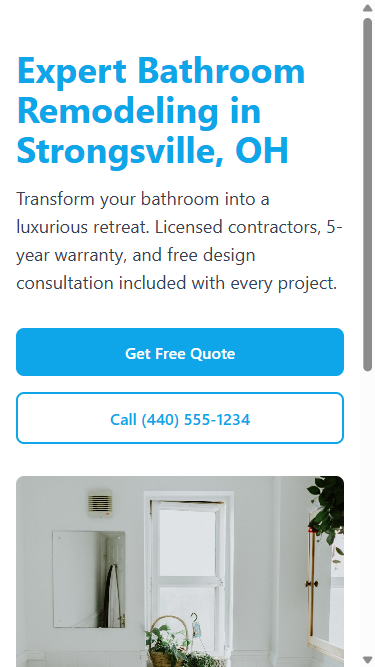 Expert Bathroom
Remodeling in
Strongsville, OH
Transform your bathroom into a
luxurious retreat. Licensed contractors, 5-
year warranty, and free design
consultation included with every project.
Get Free Quote
Call (440) 555-1234